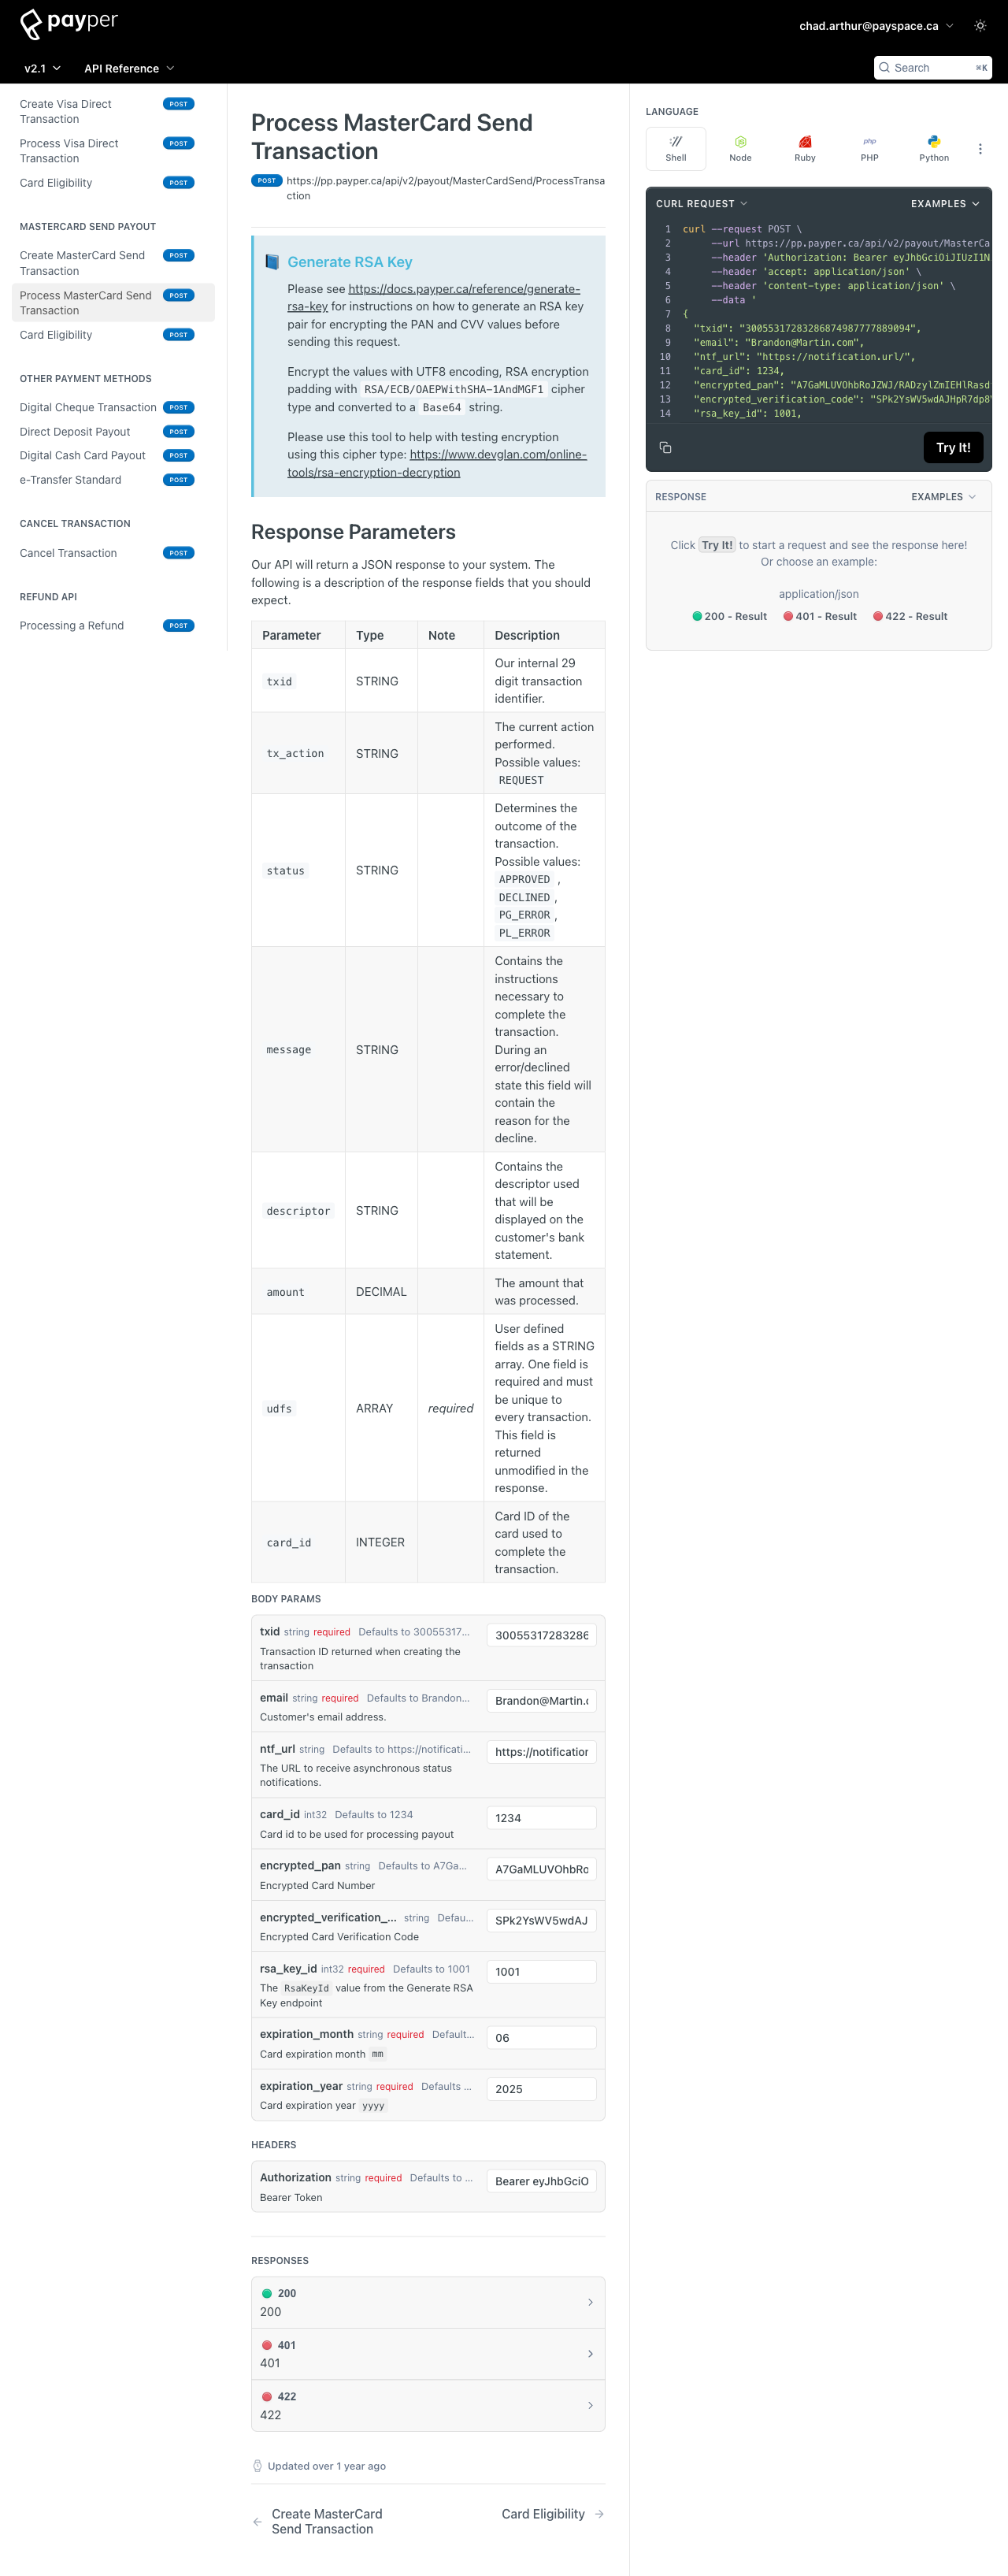 payper
chad.arthur@payspace.ca
v2.1
API Reference
Search
⌘K
Create Visa Direct
Transaction
POST
Process Visa Direct
Transaction
POST
Card Eligibility
POST
MASTERCARD SEND PAYOUT
Create MasterCard Send
Transaction
POST
Process MasterCard Send
Transaction
POST
Card Eligibility
POST
OTHER PAYMENT METHODS
Digital Cheque Transaction
POST
Direct Deposit Payout
POST
Digital Cash Card Payout
POST
e-Transfer Standard
POST
CANCEL TRANSACTION
Cancel Transaction
POST
REFUND API
Processing a Refund
POST
Process MasterCard Send
Transaction
POST https://pp.payper.ca/api/v2/payout/MasterCardSend/ProcessTransa
ction
Generate RSA Key
Please see https://docs.payper.ca/reference/generate-
rsa-key for instructions on how to generate an RSA key
pair for encrypting the PAN and CVV values before
sending this request.
Encrypt the values with UTF8 encoding, RSA encryption
padding with RSA/ECB/OAEPWithSHA-1AndMGF1 cipher
type and converted to a Base64 string.
Please use this tool to help with testing encryption
using this cipher type: https://www.devglan.com/online-
tools/rsa-encryption-decryption
Response Parameters
Our API will return a JSON response to your system. The
following is a description of the response fields that you should
expect.
Parameter Type Note Description
txid STRING
Our internal 29
digit transaction
identifier.
tx_action STRING
The current action
performed.
Possible values:
REQUEST
status STRING
Determines the
outcome of the
transaction.
Possible values:
APPROVED ,
DECLINED ,
PG_ERROR ,
PL_ERROR
message STRING
Contains the
instructions
necessary to
complete the
transaction.
During an
error/declined
state this field will
contain the
reason for the
decline.
descriptor STRING
Contains the
descriptor used
that will be
displayed on the
customer's bank
statement.
amount DECIMAL
The amount that
was processed.
udfs ARRAY required
User defined
fields as a STRING
array. One field is
required and must
be unique to
every transaction.
This field is
returned
unmodified in the
response.
card_id INTEGER
Card ID of the
card used to
complete the
transaction.
BODY PARAMS
txid string required Defaults to 30055317…
30055317283286
Transaction ID returned when creating the
transaction
email string required Defaults to Brandon…
Brandon@Martin.c
Customer's email address.
ntf_url string Defaults to https://notificati…
https://notification
The URL to receive asynchronous status
notifications.
card_id int32 Defaults to 1234
1234
Card id to be used for processing payout
encrypted_pan string Defaults to A7Ga…
A7GaMLUVOhbRo
Encrypted Card Number
encrypted_verification_… string Defau…
SPk2YsWV5wdAJ
Encrypted Card Verification Code
rsa_key_id int32 required Defaults to 1001
1001
The RsaKeyId value from the Generate RSA
Key endpoint
expiration_month string required Default…
06
Card expiration month mm
expiration_year string required Defaults …
2025
Card expiration year yyyy
HEADERS
Authorization string required Defaults to …
Bearer eyJhbGciO
Bearer Token
RESPONSES
200
200
401
401
422
422
Updated over 1 year ago
Create MasterCard
Send Transaction
Card Eligibility
LANGUAGE
Shell
Node
Ruby
php
PHP
Python
CURL REQUEST
EXAMPLES
1 curl --request POST \
2 --url https://pp.payper.ca/api/v2/payout/MasterCa
3 --header 'Authorization: Bearer eyJhbGciOiJIUzI1N
4 --header 'accept: application/json' \
5 --header 'content-type: application/json' \
6 --data '
7 {
8 "txid": "30055317283286874987777889094",
9 "email": "Brandon@Martin.com",
10 "ntf_url": "https://notification.url/",
11 "card_id": 1234,
12 "encrypted_pan": "A7GaMLUVOhbRoJZWJ/RADzylZmIEHlRasd
13 "encrypted_verification_code": "SPk2YsWV5wdAJHpR7dp8
14 "rsa_key_id": 1001,
Try It!
RESPONSE
EXAMPLES
Click Try It! to start a request and see the response here!
Or choose an example:
application/json
200 - Result
401 - Result
422 - Result